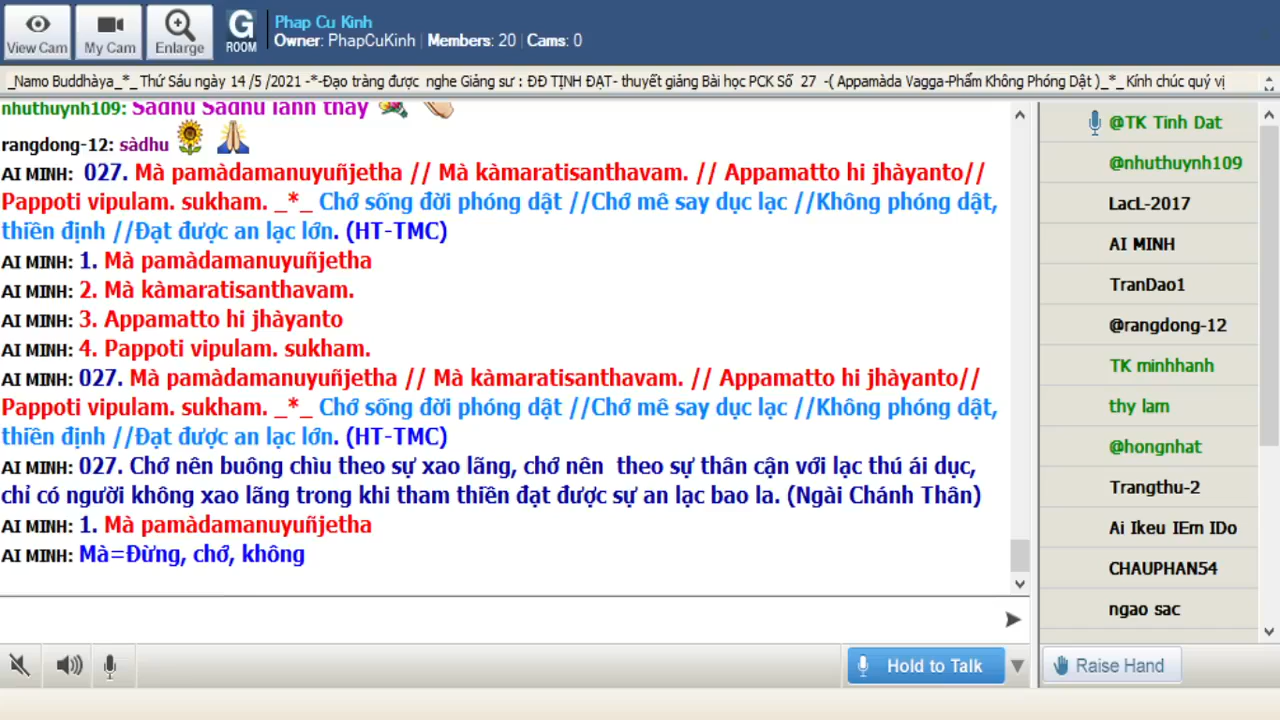 View Cam
My Cam
Enlarge
G
ROOM
Phap Cu Kinh
Owner: PhapCuKinh | Members: 20 | Cams: 0
_Namo Buddhàya_*_ Thứ Sáu ngày 14 /5 /2021 -*-Đạo tràng được nghe Giảng sư : ĐĐ TỊNH ĐẠT- thuyết giảng Bài học PCK Số 27 -( Appamàda Vagga-Phẩm Không Phóng Dật )_*_Kính chúc quý vị
nhuthuynh109: Sàdhu Sàdhu lành thay
rangdong-12: sàdhu
AI MINH: 027. Mà pamàdamanuyuñjetha // Mà kàmaratisanthavam. // Appamatto hi jhàyanto//
Pappoti vipulam. sukham. _*_ Chớ sống đời phóng dật //Chớ mê say dục lạc //Không phóng dật,
thiền định //Đạt được an lạc lớn. (HT-TMC)
AI MINH: 1. Mà pamàdamanuyuñjetha
AI MINH: 2. Mà kàmaratisanthavam.
AI MINH: 3. Appamatto hi jhàyanto
AI MINH: 4. Pappoti vipulam. sukham.
AI MINH: 027. Mà pamàdamanuyuñjetha // Mà kàmaratisanthavam. // Appamatto hi jhàyanto//
Pappoti vipulam. sukham. _*_ Chớ sống đời phóng dật //Chớ mê say dục lạc //Không phóng dật,
thiền định //Đạt được an lạc lớn. (HT-TMC)
AI MINH: 027. Chớ nên buông chìu theo sự xao lãng, chớ nên theo sự thân cận với lạc thú ái dục,
chỉ có người không xao lãng trong khi tham thiền đạt được sự an lạc bao la. (Ngài Chánh Thân)
AI MINH: 1. Mà pamàdamanuyuñjetha
AI MINH: Mà=Đừng, chớ, không
@TK Tinh Dat
@nhuthuynh109
LacL-2017
AI MINH
TranDao1
@rangdong-12
TK minhhanh
thy lam
@hongnhat
Trangthu-2
Ai Ikeu IEm IDo
CHAUPHAN54
ngao sac
Hold to Talk
Raise Hand